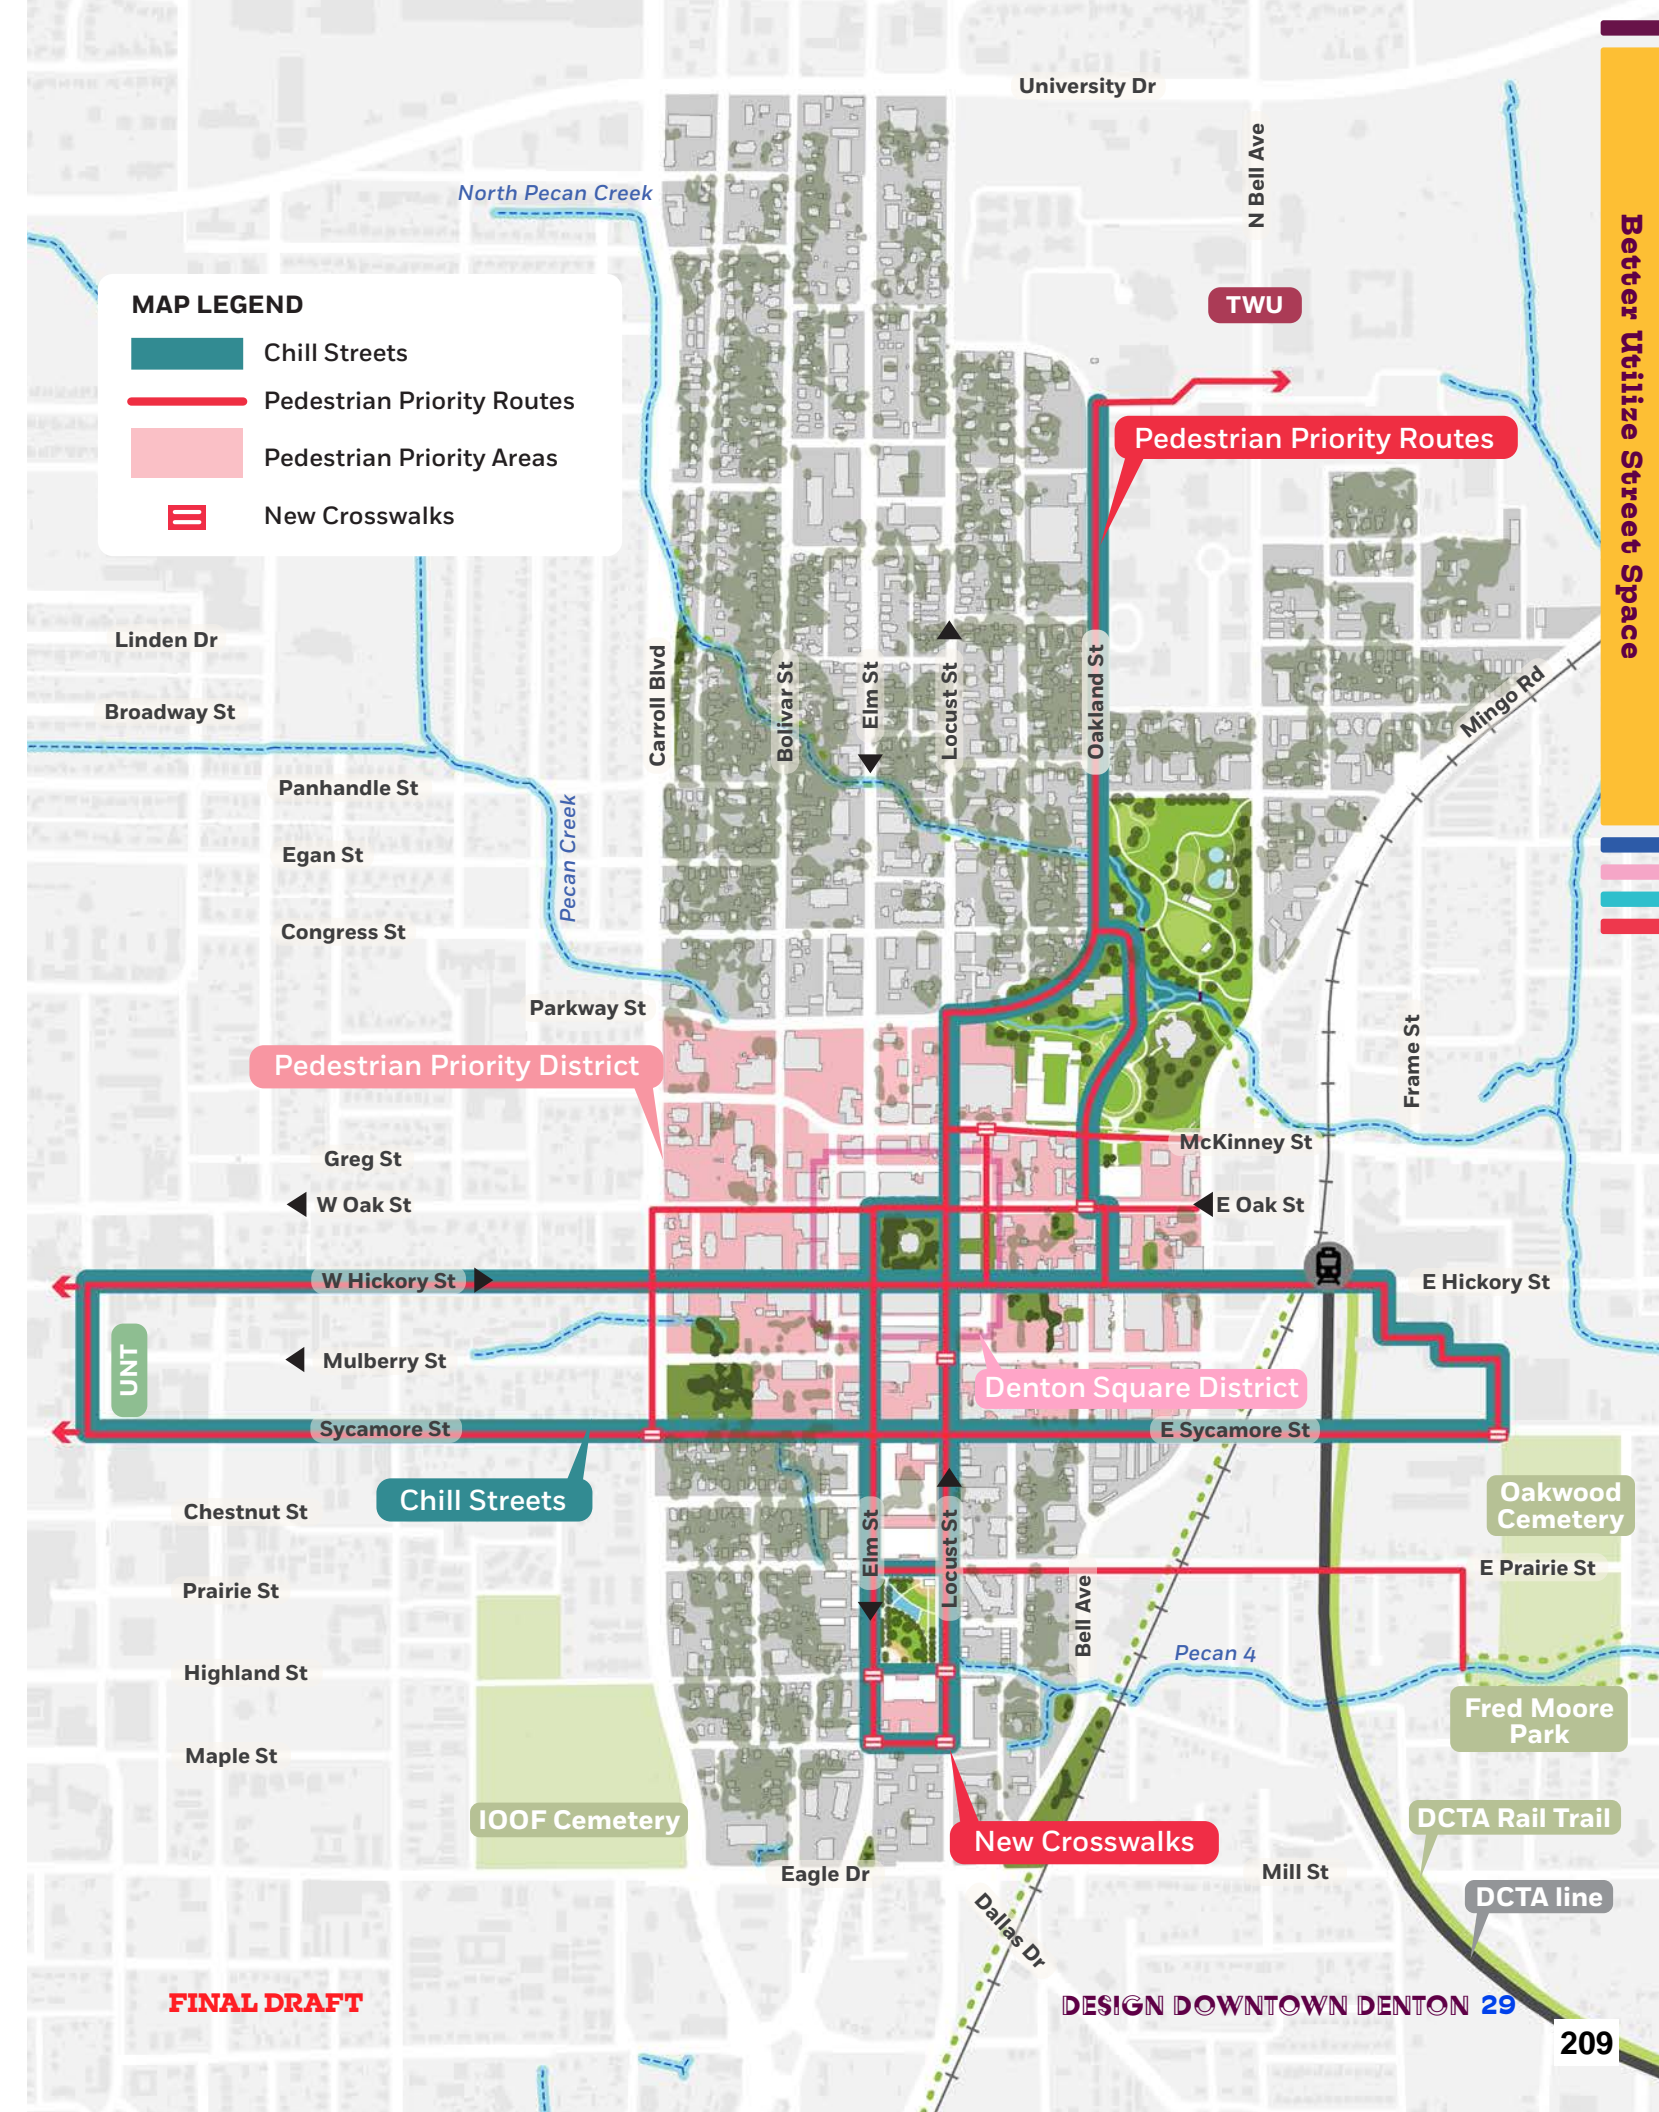 University Dr
N Bell Ave
North Pecan Creek
TWU
Better Utilize Street Space
MAP LEGEND
Chill Streets
Pedestrian Priority Routes
Pedestrian Priority Areas
New Crosswalks
Pedestrian Priority Routes
Linden Dr
Broadway St
Carroll Blvd
Bolivar St
Elm St
Locust St
Oakland St
Mingo Rd
Panhandle St
Egan St
Pecan Creek
Congress St
Parkway St
Frame St
Pedestrian Priority District
McKinney St
Greg St
W Oak St
E Oak St
W Hickory St
E Hickory St
UNT
Mulberry St
Denton Square District
Sycamore St
E Sycamore St
Chill Streets
Chestnut St
Oakwood
Cemetery
Elm St
Locust St
E Prairie St
Prairie St
Bell Ave
Pecan 4
Highland St
Fred Moore
Park
Maple St
IOOF Cemetery
DCTA Rail Trail
New Crosswalks
Eagle Dr
Mill St
DCTA line
Dallas Dr
FINAL DRAFT
DESIGN DOWNTOWN DENTON 29
209